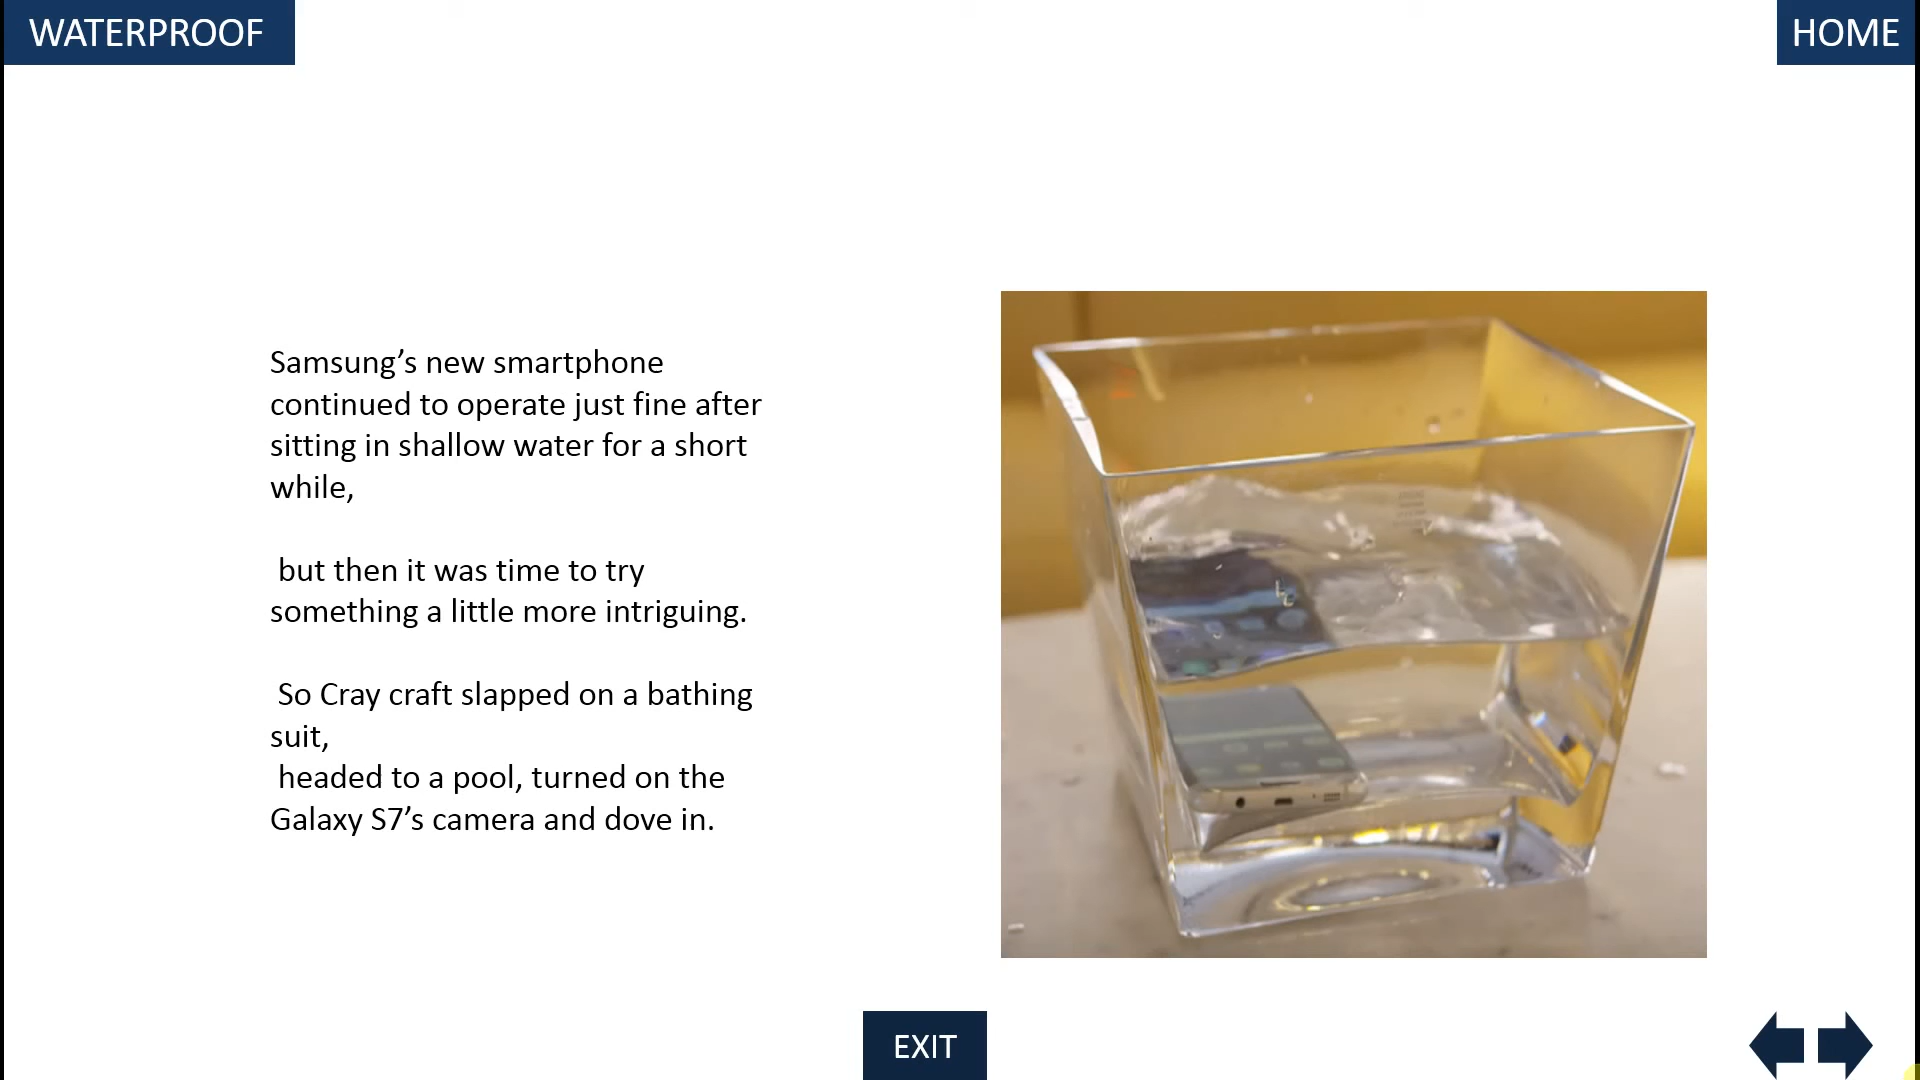 WATERPROOF
HOME
Samsung’s new smartphone
continued to operate just fine after
sitting in shallow water for a short
while,
but then it was time to try
something a little more intriguing.
So Cray craft slapped on a bathing
suit,
headed to a pool, turned on the
Galaxy S7’s camera and dove in.
EXIT